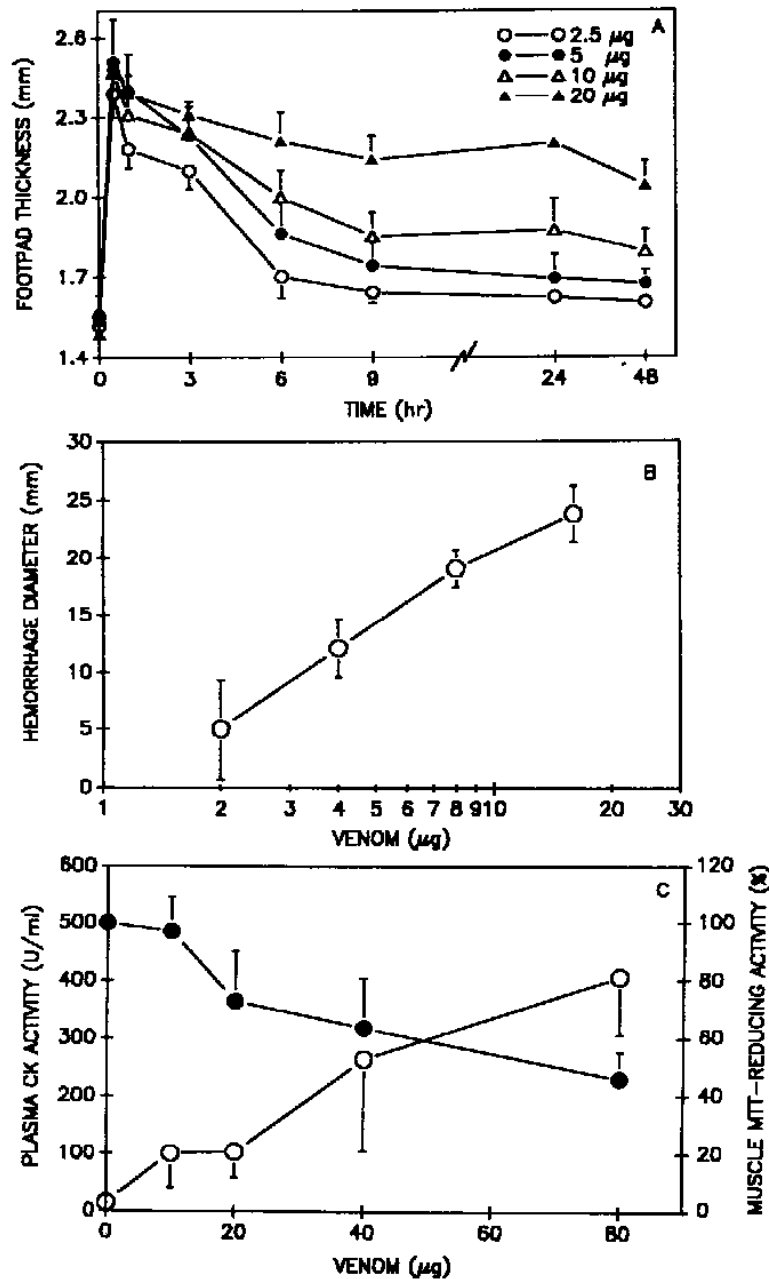 A
2.5 µg
5 µg
10 µg
20 µg
FOOTPAD THICKNESS (mm)
2.6
2.3
2.0
1.7
1.4
0 3 6 9 24 48
TIME (hr)
B
HEMORRHAGE DIAMETER (mm)
30
25
20
15
10
5
0
1 2 3 4 5 6 7 8 9 10 20 30
VENOM (µg)
C
PLASMA CK ACTIVITY (U/ml)
600
500
400
300
200
100
0
MUSCLE MTT-REDUCING ACTIVITY (%)
120
100
80
60
40
20
0
0 20 40 60 80
VENOM (µg)